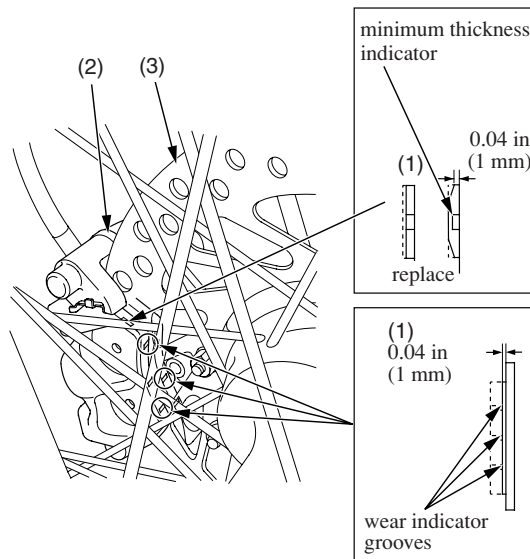 (2)
(3)
minimum thickness
indicator
0.04 in
(1 mm)
(1)
replace
(1)
0.04 in
(1 mm)
wear indicator
grooves